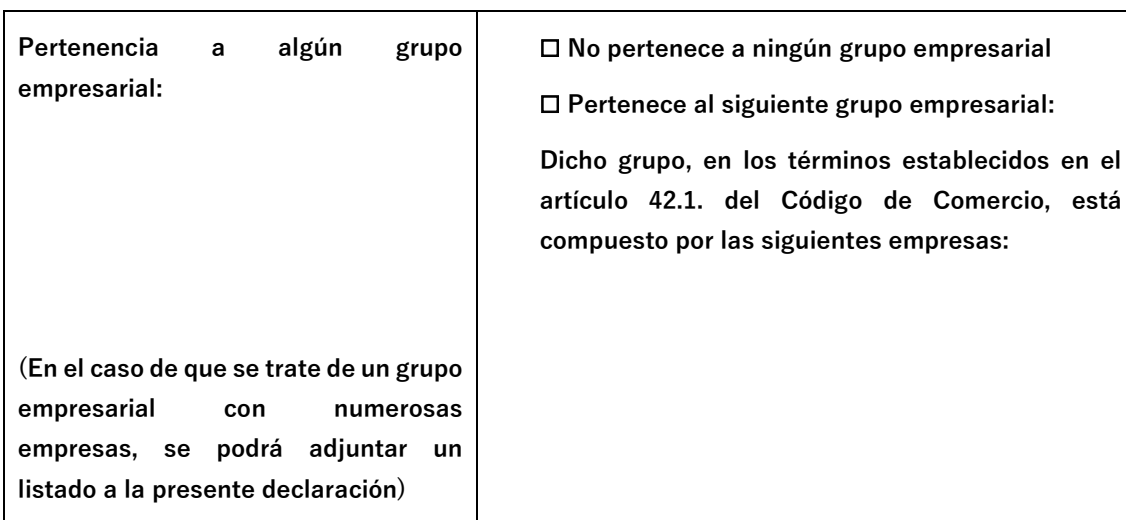 Pertenencia a algún grupo
empresarial:
(En el caso de que se trate de un grupo
empresarial con numerosas
empresas, se podrá adjuntar un
listado a la presente declaración)
☐ No pertenece a ningún grupo empresarial
☐ Pertenece al siguiente grupo empresarial:
Dicho grupo, en los términos establecidos en el
artículo 42.1. del Código de Comercio, está
compuesto por las siguientes empresas: